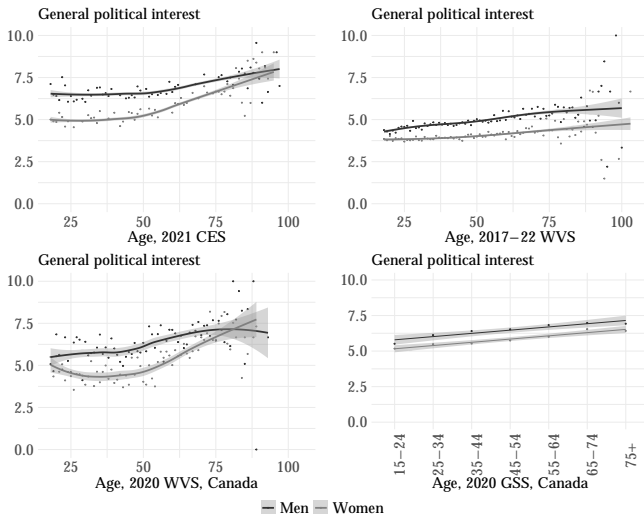 General political interest
10.0
7.5
5.0
2.5
0.0
25 50 75 100
Age, 2021 CES
General political interest
10.0
7.5
5.0
2.5
0.0
25 50 75 100
Age, 2017–22 WVS
General political interest
10.0
7.5
5.0
2.5
0.0
25 50 75 100
Age, 2020 WVS, Canada
General political interest
10.0
7.5
5.0
2.5
0.0
15–24 25–34 35–44 45–54 55–64 65–74 75+
Age, 2020 GSS, Canada
Men Women